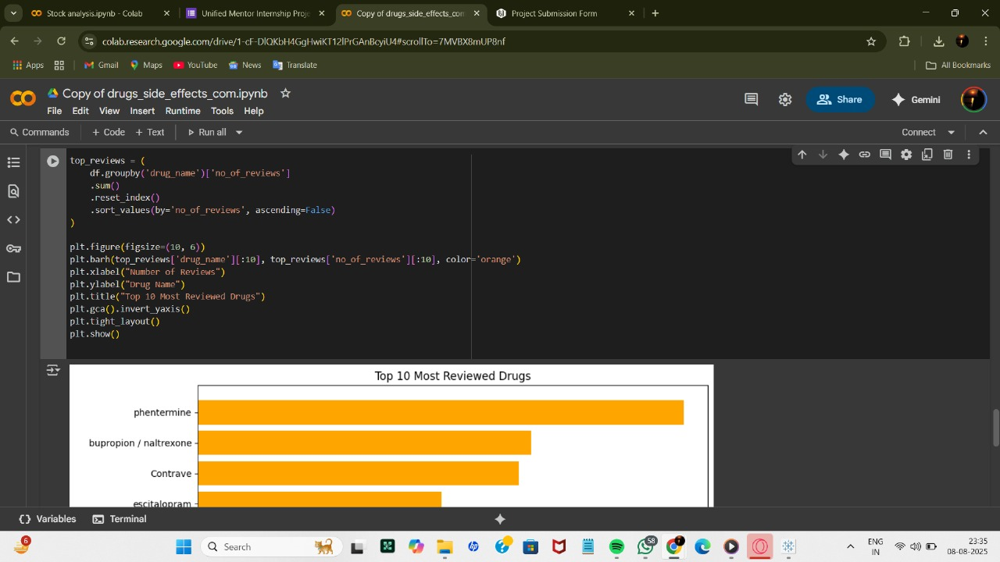 Stock analysis.ipynb - Colab
Unified Mentor Internship Proje
Copy of drugs_side_effects_com
Project Submission Form
colab.research.google.com/drive/1-cF-DlQKbH4GgHwiKT12lPrGAnBcyiU4#scrollTo=7MVBX8mUP8nf
Apps
Gmail
Maps
YouTube
News
Translate
All Bookmarks
CO
Copy of drugs_side_effects_com.ipynb
File Edit View Insert Runtime Tools Help
Share
Gemini
Commands
+ Code
+ Text
Run all
Connect
top_reviews = (
    df.groupby('drug_name')['no_of_reviews']
    .sum()
    .reset_index()
    .sort_values(by='no_of_reviews', ascending=False)
)
plt.figure(figsize=(10, 6))
plt.barh(top_reviews['drug_name'][:10], top_reviews['no_of_reviews'][:10], color='orange')
plt.xlabel("Number of Reviews")
plt.ylabel("Drug Name")
plt.title("Top 10 Most Reviewed Drugs")
plt.gca().invert_yaxis()
plt.tight_layout()
plt.show()
Top 10 Most Reviewed Drugs
phentermine
bupropion / naltrexone
Contrave
escitalopram
{} Variables
Terminal
6
Search
hp
58
ENG
IN
23:35
08-08-2025